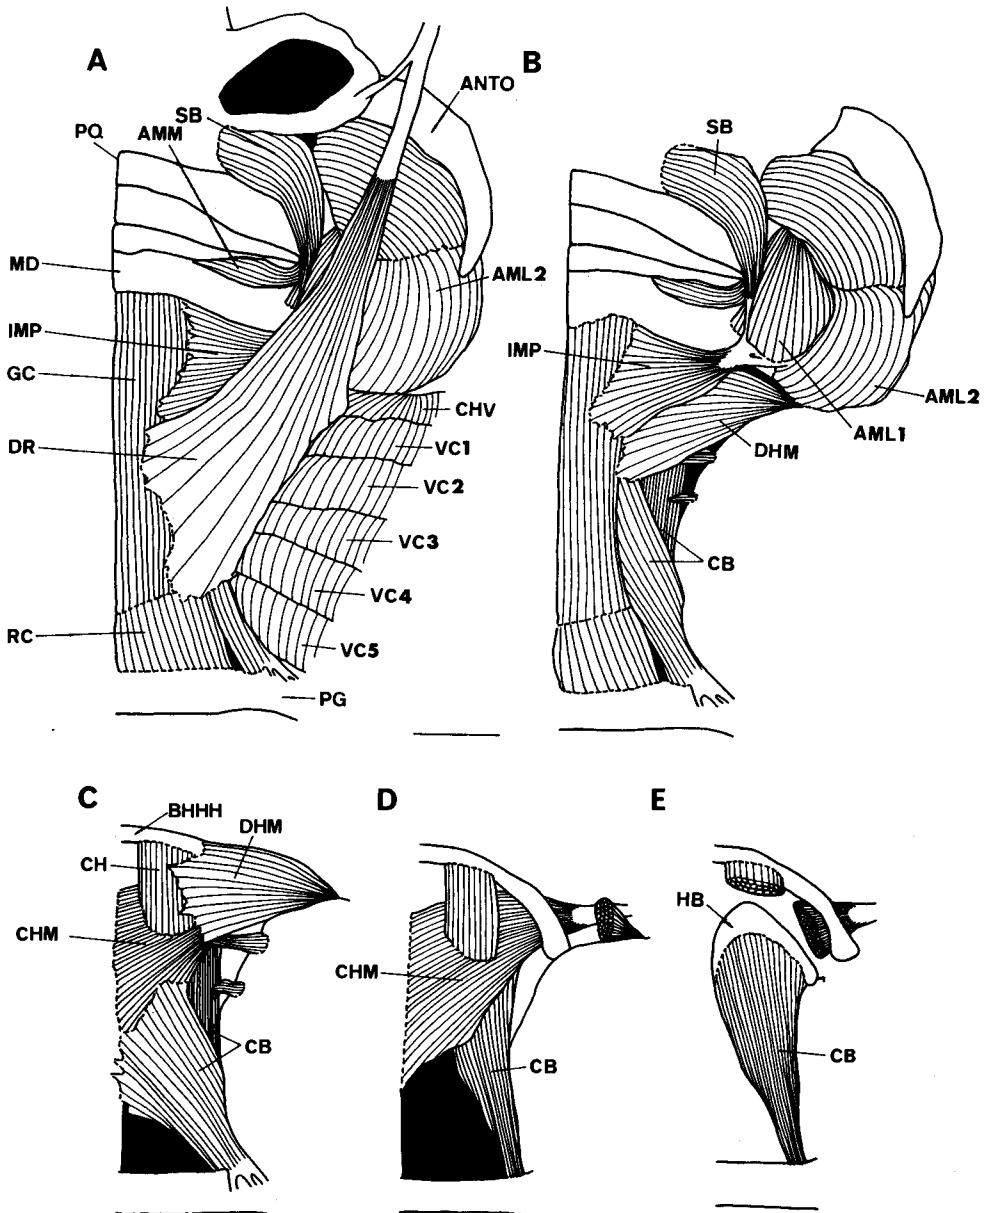 A
B
ANTO
SB
AMM
PQ
SB
MD
AML2
IMP
IMP
GC
AML2
CHV
AML1
DR
VC1
DHM
VC2
VC3
CB
VC4
RC
VC5
PG
C
D
E
BHHH
DHM
CH
HB
CHM
CHM
CB
CB
CB